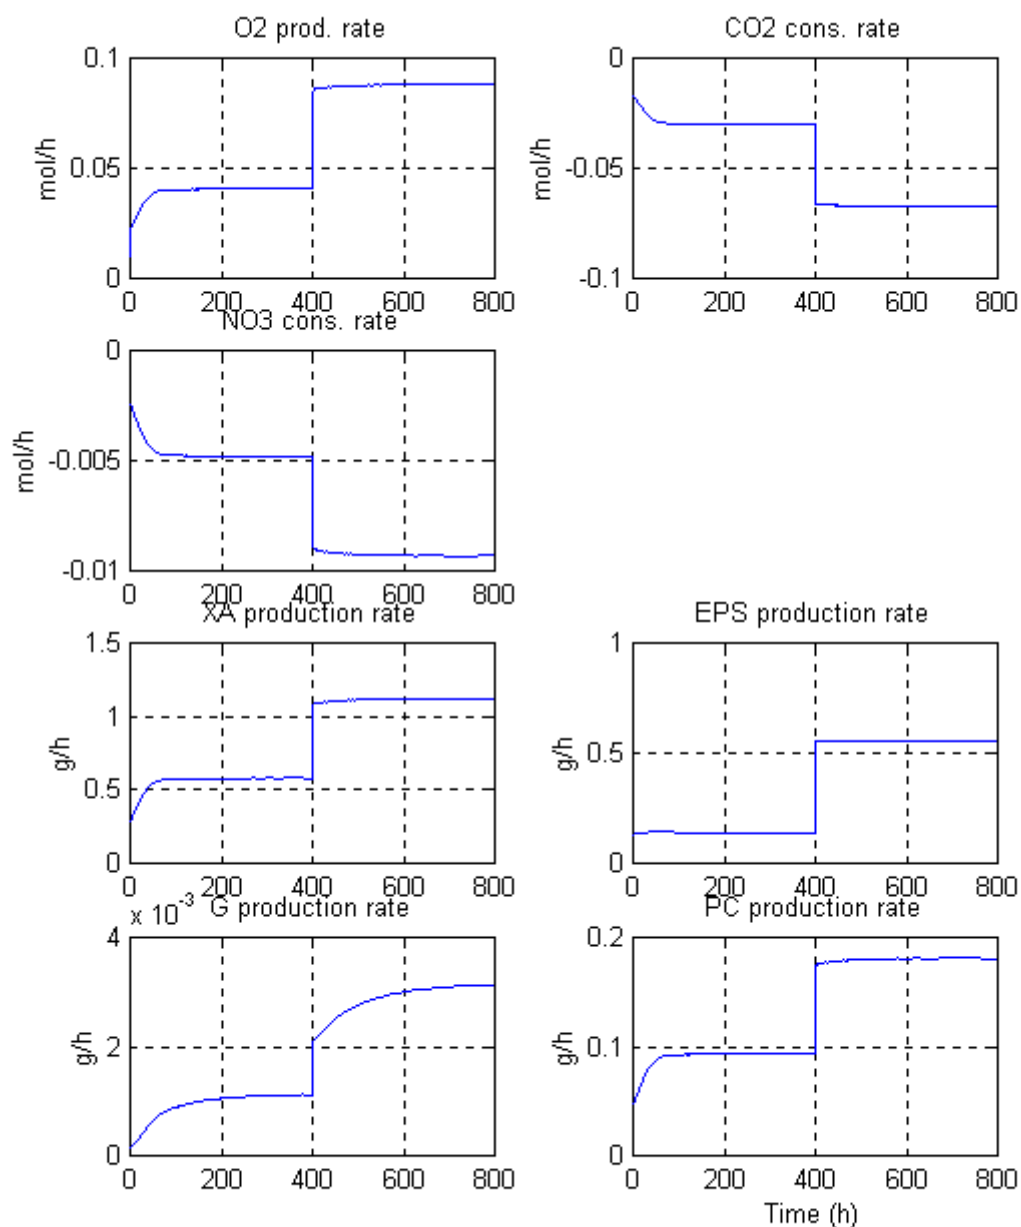 O2 prod. rate
CO2 cons. rate
0.1
0.05
0
mol/h
0 200 400 600 800
0
-0.05
-0.1
mol/h
0 200 400 600 800
NO3 cons. rate
0
-0.005
-0.01
mol/h
0 200 400 600 800
XA production rate
EPS production rate
1.5
1
0.5
0
g/h
0 200 400 600 800
1
0.5
0
g/h
0 200 400 600 800
x 10-3
G production rate
PC production rate
4
2
0
g/h
0 200 400 600 800
0.2
0.1
0
g/h
0 200 400 600 800
Time (h)